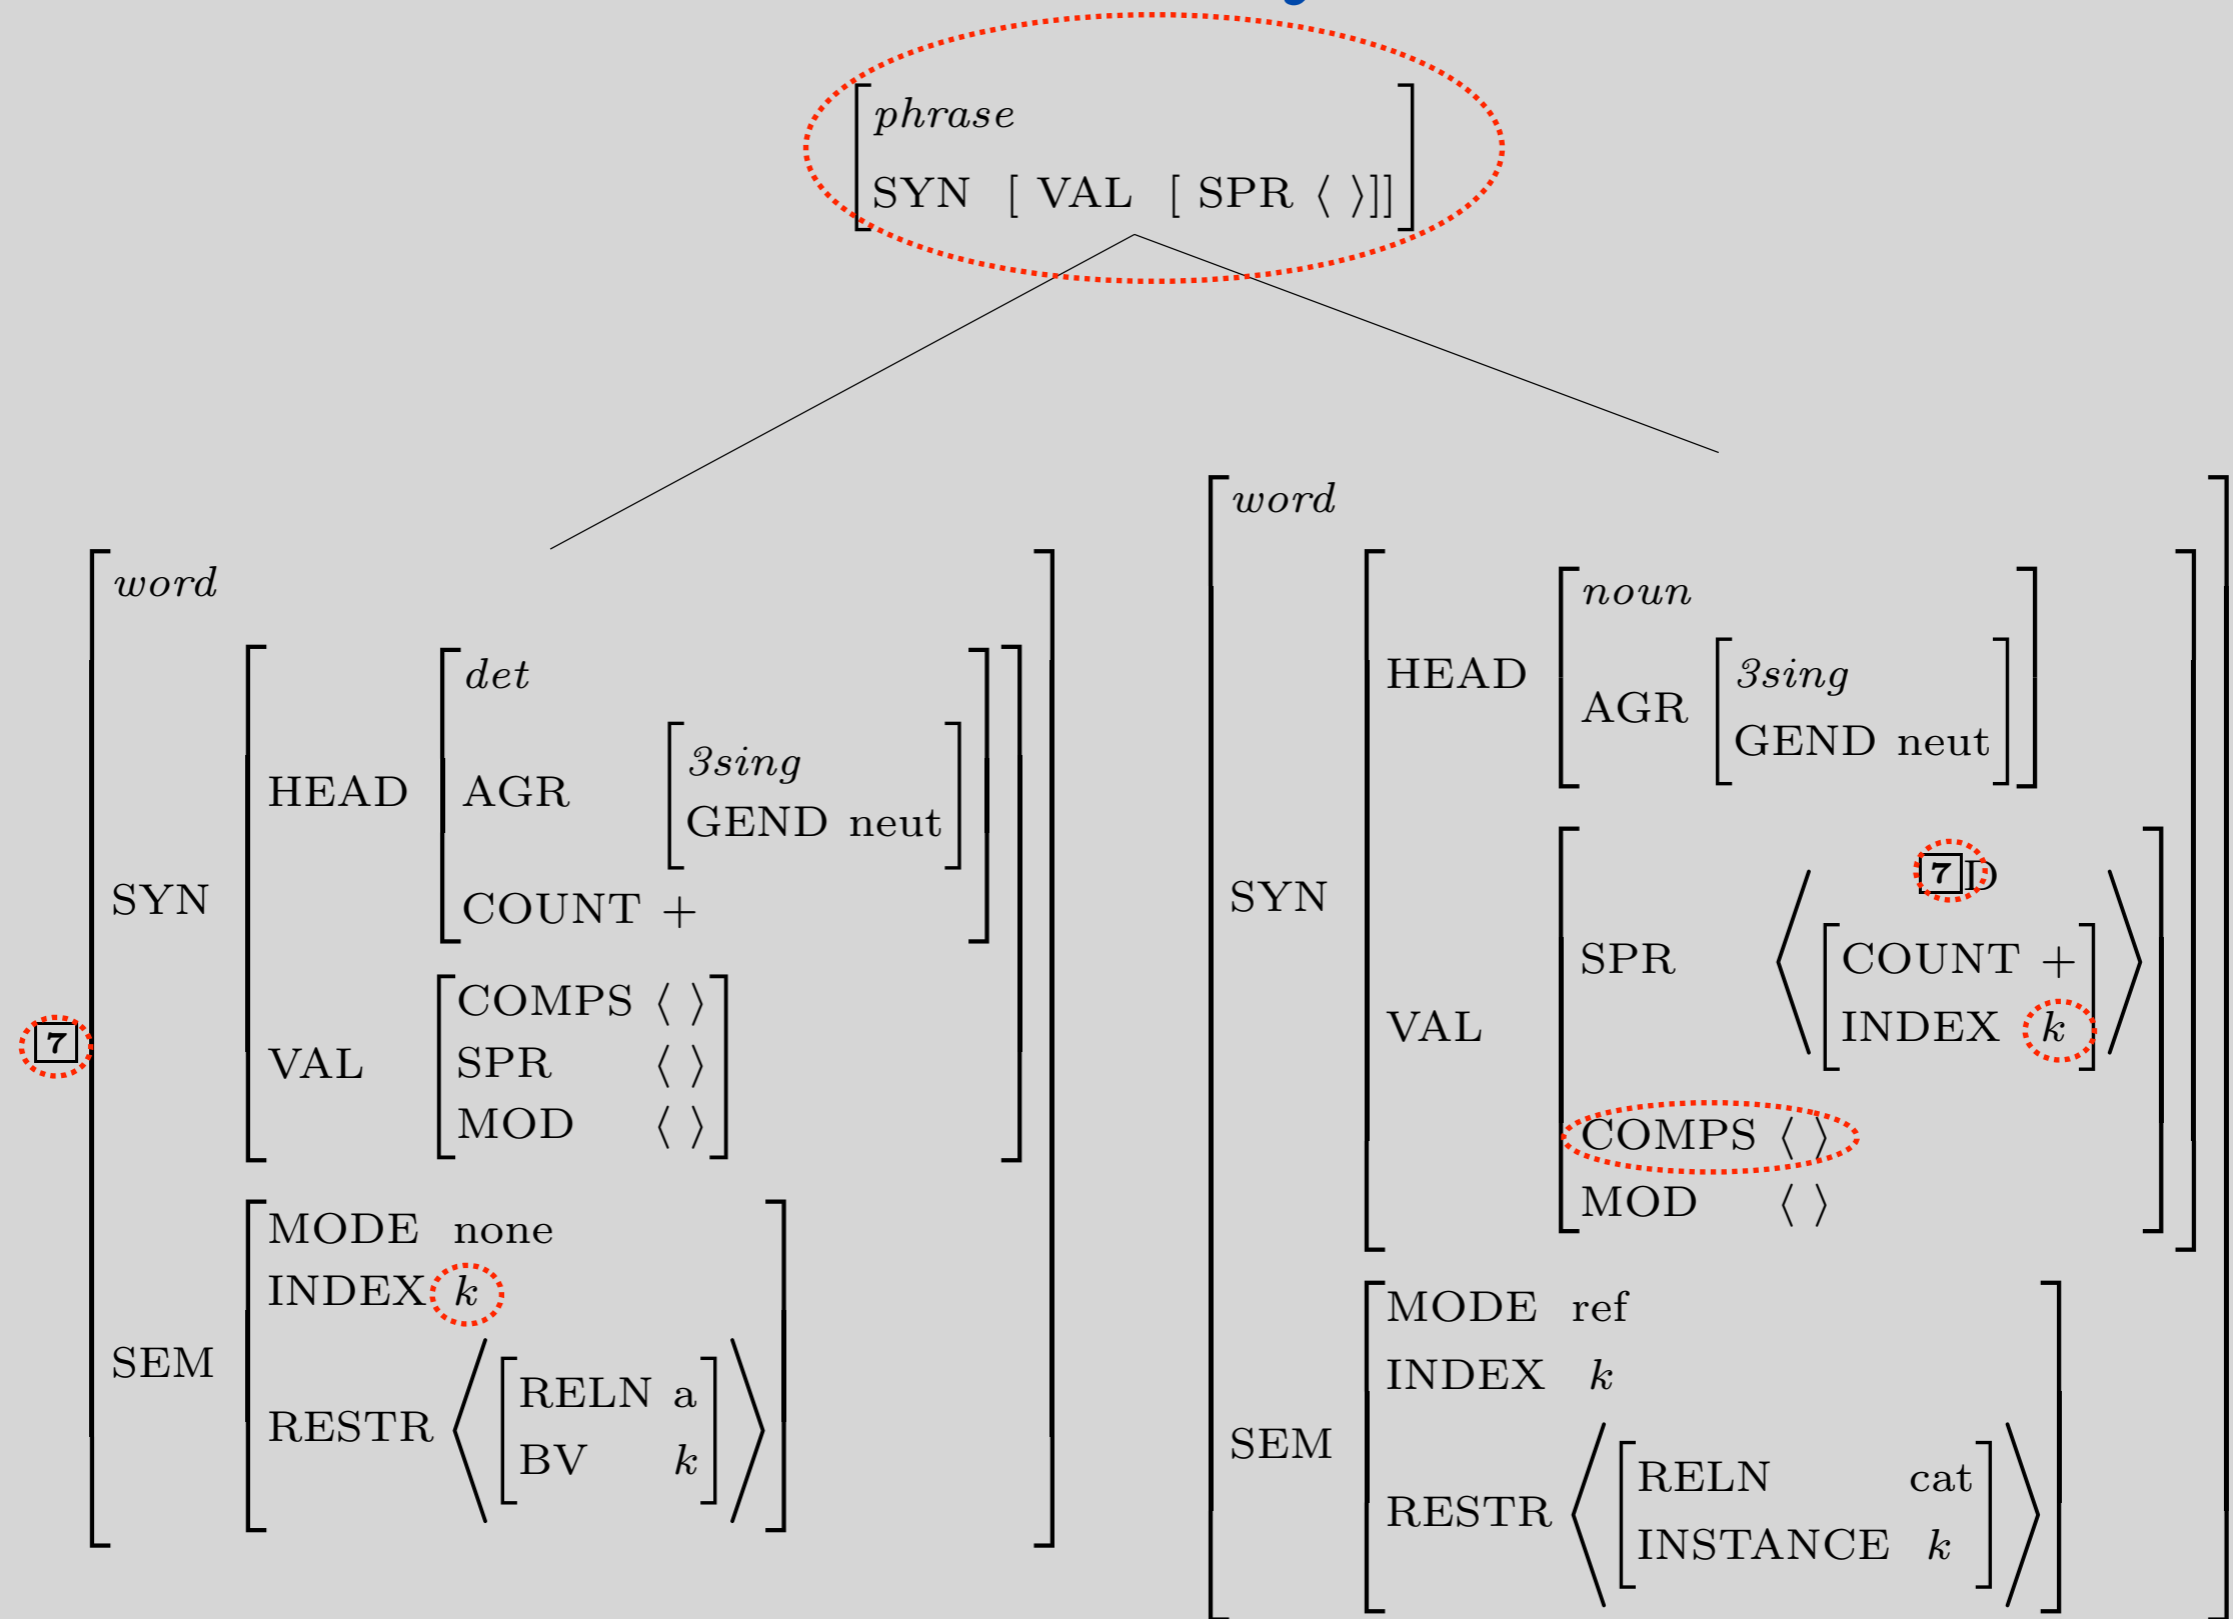 phrase
SYN [ VAL [ SPR ⟨ ⟩]]
7
word
SYN
HEAD
det
AGR
3sing
GEND neut
COUNT +
VAL
COMPS ⟨ ⟩
SPR ⟨ ⟩
MOD ⟨ ⟩
SEM
MODE none
INDEX k
RESTR
RELN a
BV k
word
SYN
HEAD
noun
AGR
3sing
GEND neut
VAL
SPR
7 D
COUNT +
INDEX k
COMPS ⟨ ⟩
MOD ⟨ ⟩
SEM
MODE ref
INDEX k
RESTR
RELN cat
INSTANCE k